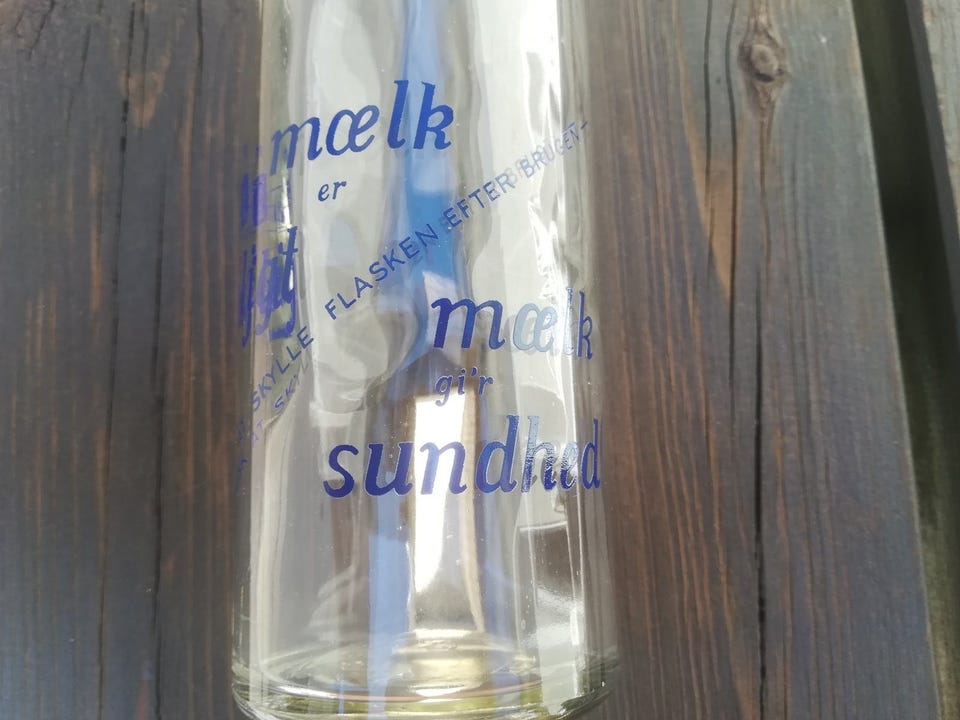 mælk
er
SKYLLE FLASKEN EFTER BRUGEN-
mælk
gi'r
sundhed